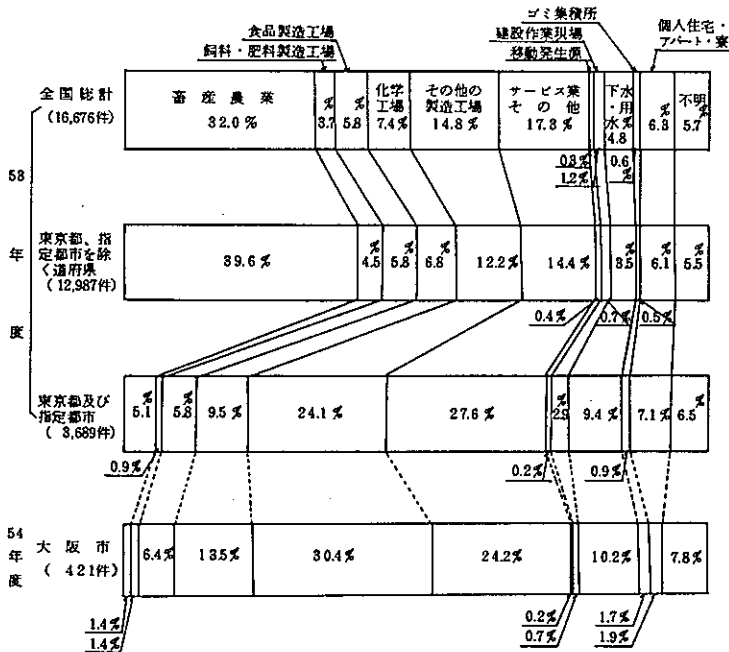 ゴミ集積所
食品製造工場
建設作業現場
個人住宅・
アパート・寮
飼料・肥料製造工場
移動発生源
全国総計
(16,676件)
畜産農業
32.0%
3.7%
5.8%
化学
工場
7.4%
その他の
製造工場
14.8%
サービス業
その他
17.3%
下水
・用
水%
4.8
6.8%
不明
5.7%
0.3%
1.2%
0.6
%
58
年
度
東京都、指
定都市を除
く道府県
(12,987件)
39.6%
4.5%
5.8%
6.8%
12.2%
14.4%
3.5%
6.1%
5.5%
0.4%
0.7%
0.5%
東京都及び
指定都市
(3,689件)
5.1%
5.8%
9.5%
24.1%
27.6%
2.9%
9.4%
7.1%
6.5%
0.9%
0.2%
0.9%
54
年
度
大阪市
(421件)
6.4%
13.5%
30.4%
24.2%
10.2%
7.8%
1.4%
1.4%
0.2%
0.7%
1.7%
1.9%